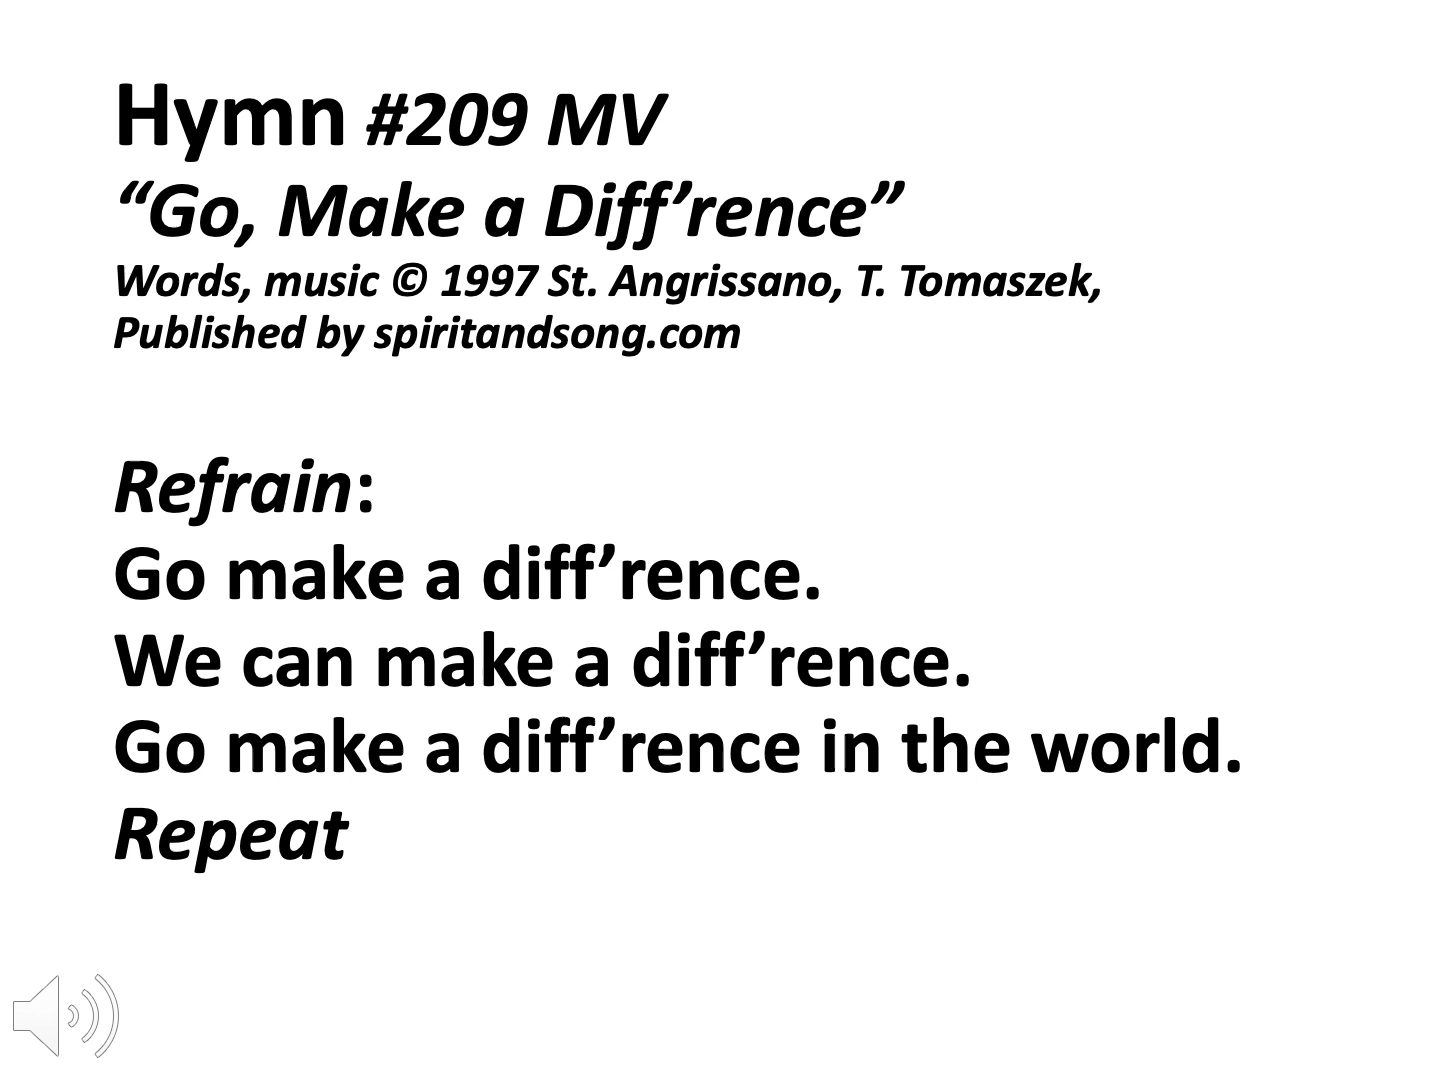 Hymn #209 MV
“Go, Make a Diff’rence”
Words, music © 1997 St. Angrissano, T. Tomaszek,
Published by spiritandsong.com
Refrain:
Go make a diff’rence.
We can make a diff’rence.
Go make a diff’rence in the world.
Repeat